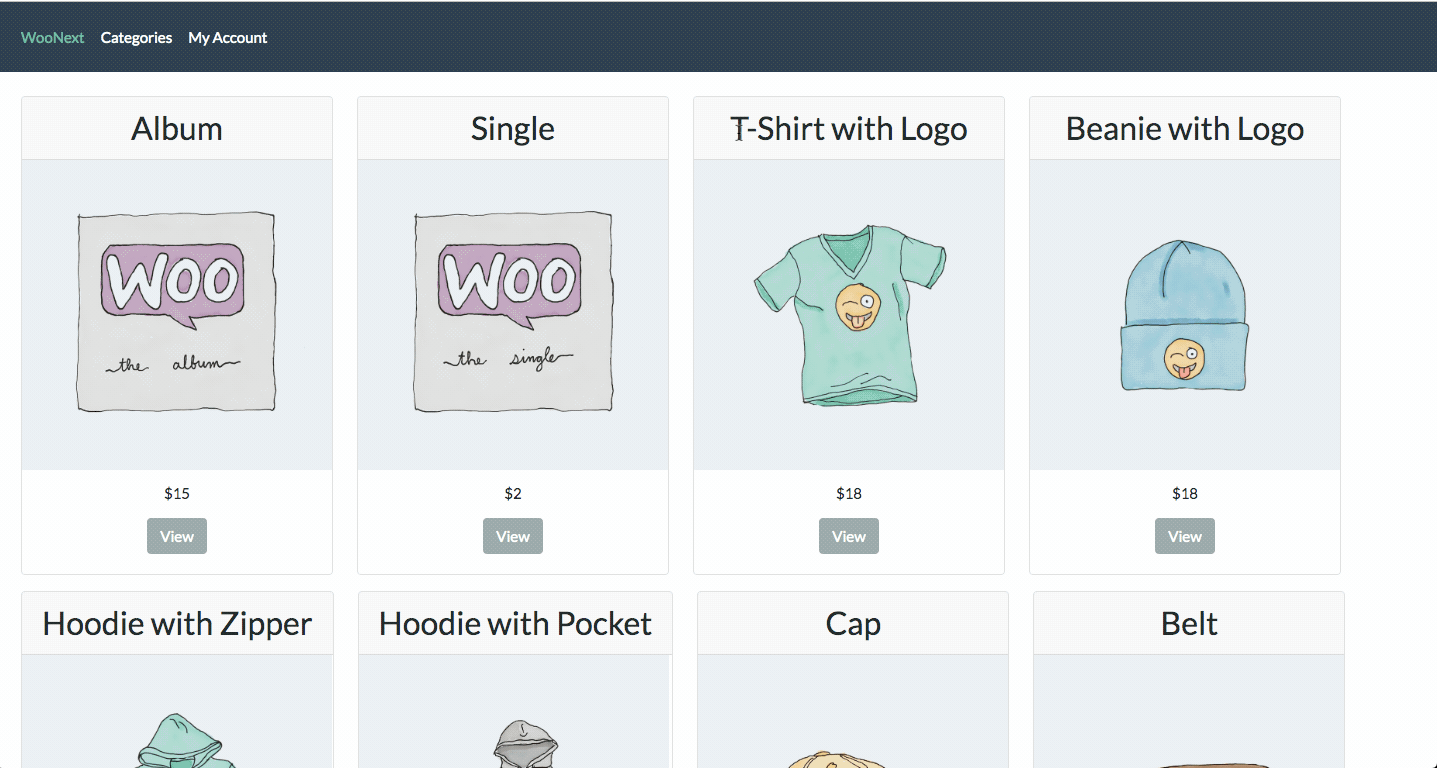 WooNext Categories My Account
Album
Single
T-Shirt with Logo
Beanie with Logo
WOO
the album
WOO
the single
$15
$2
$18
$18
View
View
View
View
Hoodie with Zipper
Hoodie with Pocket
Cap
Belt